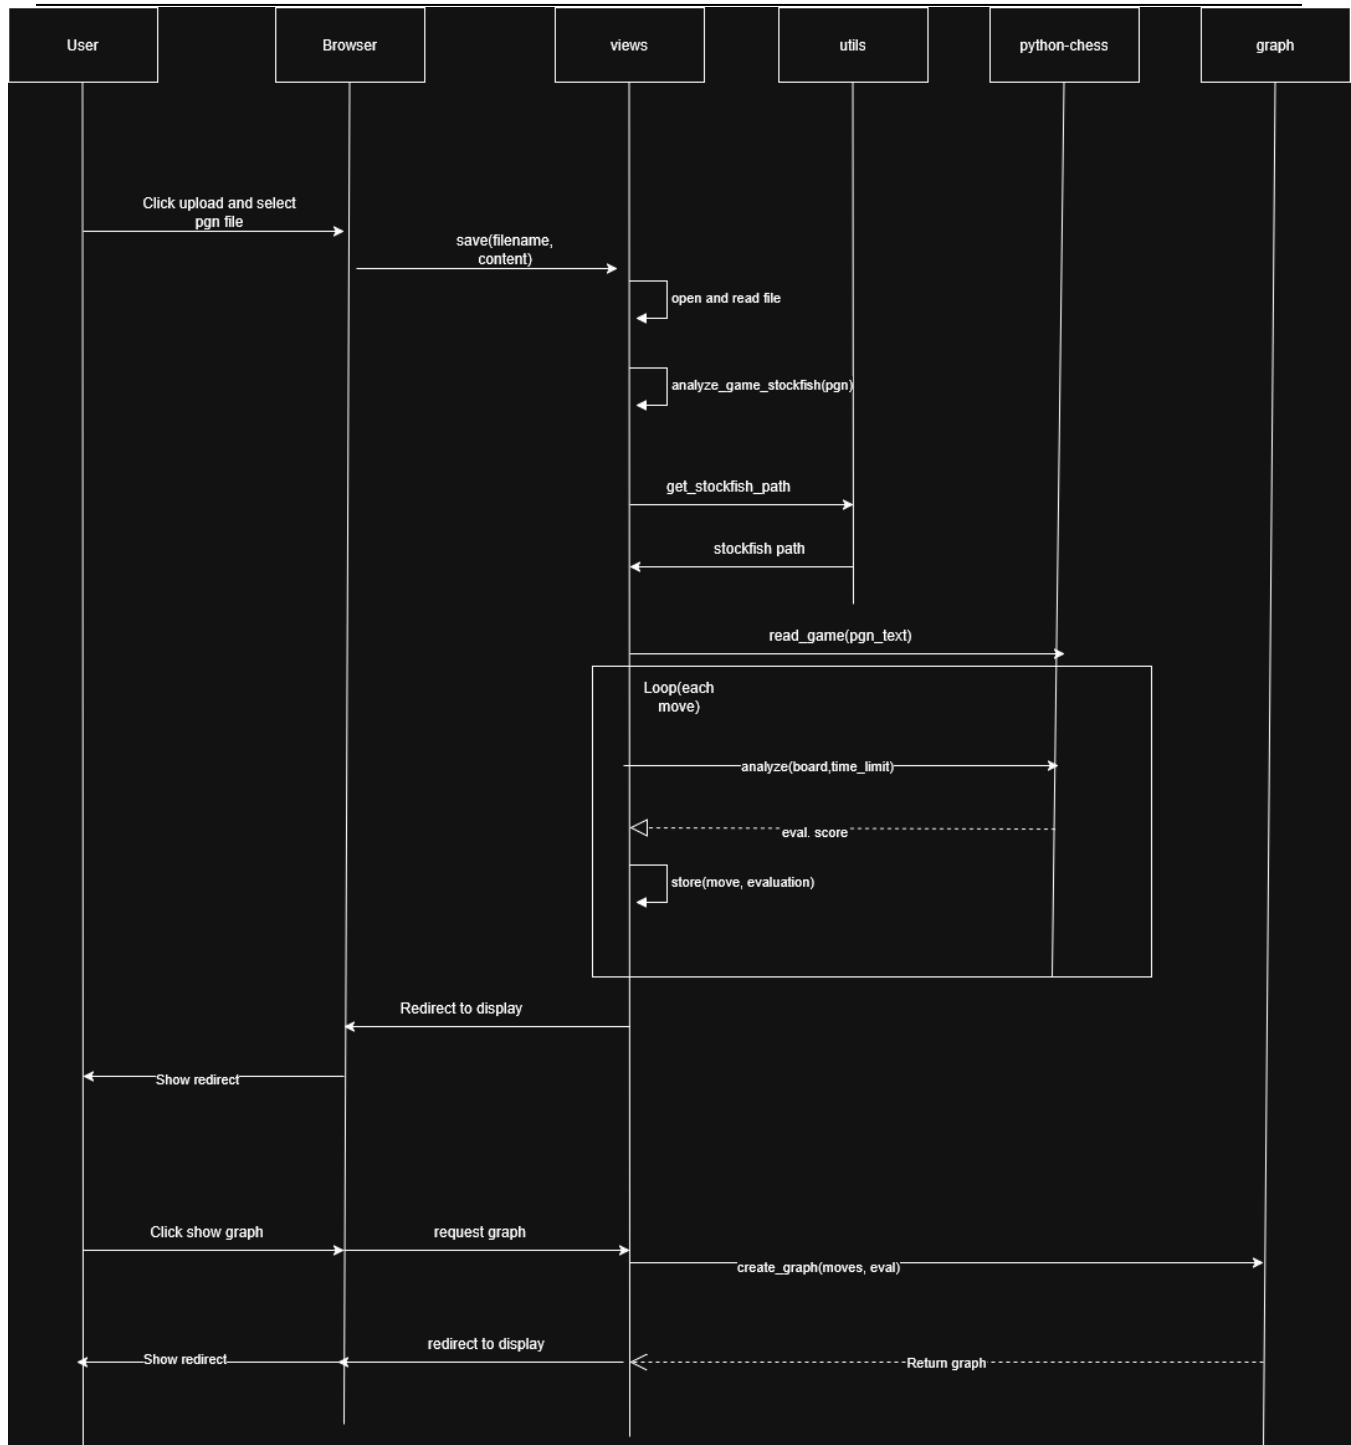 User
Browser
views
utils
python-chess
graph
Click upload and select
pgn file
save(filename,
content)
open and read file
analyze_game_stockfish(pgn)
get_stockfish_path
stockfish path
read_game(pgn_text)
Loop(each
move)
analyze(board,time_limit)
eval. score
store(move, evaluation)
Redirect to display
Show redirect
Click show graph
request graph
create_graph(moves, eval)
redirect to display
Show redirect
Return graph